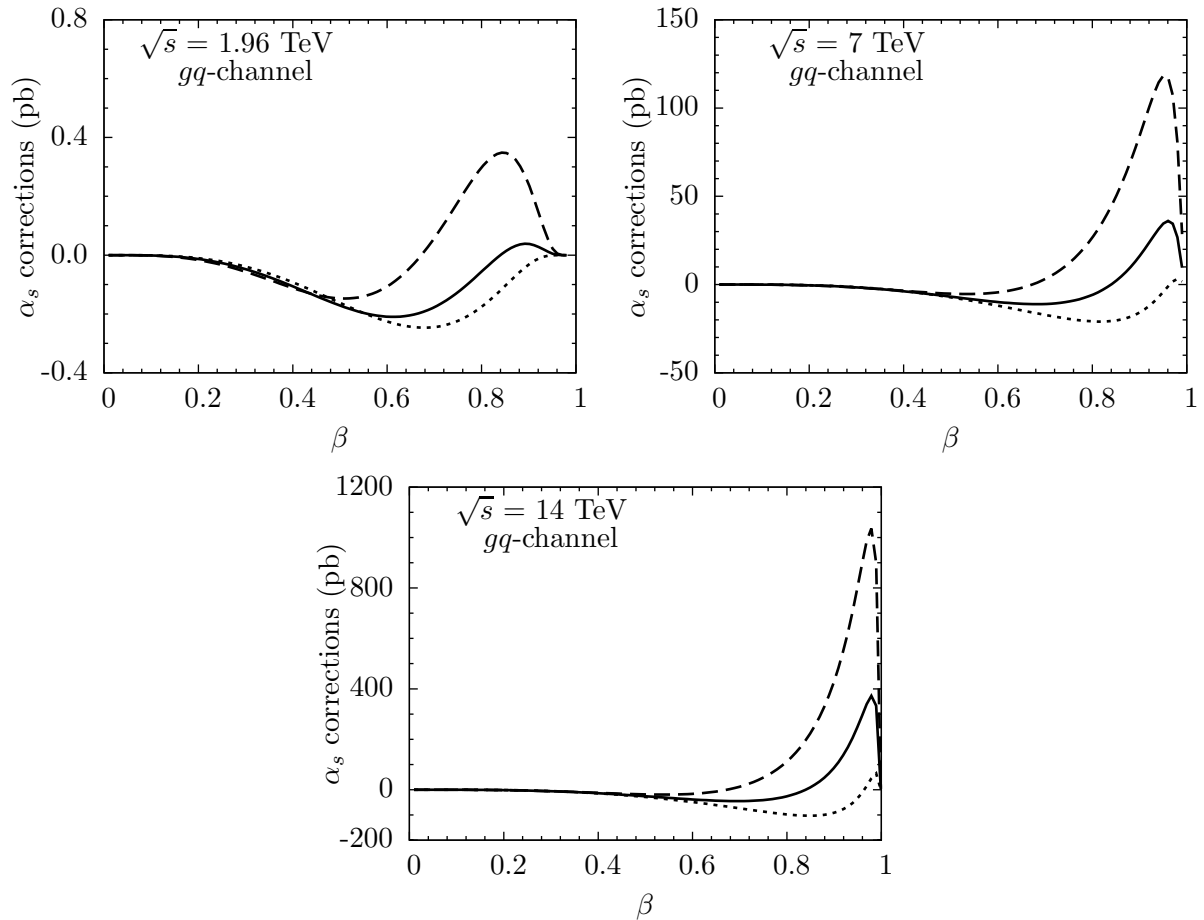 0.8
0.4
0.0
-0.4
0
0.2
0.4
0.6
0.8
1
αs corrections (pb)
β
√s = 1.96 TeV
gq-channel
150
100
50
0
-50
0
0.2
0.4
0.6
0.8
1
αs corrections (pb)
β
√s = 7 TeV
gq-channel
1200
800
400
0
-200
0
0.2
0.4
0.6
0.8
1
αs corrections (pb)
β
√s = 14 TeV
gq-channel